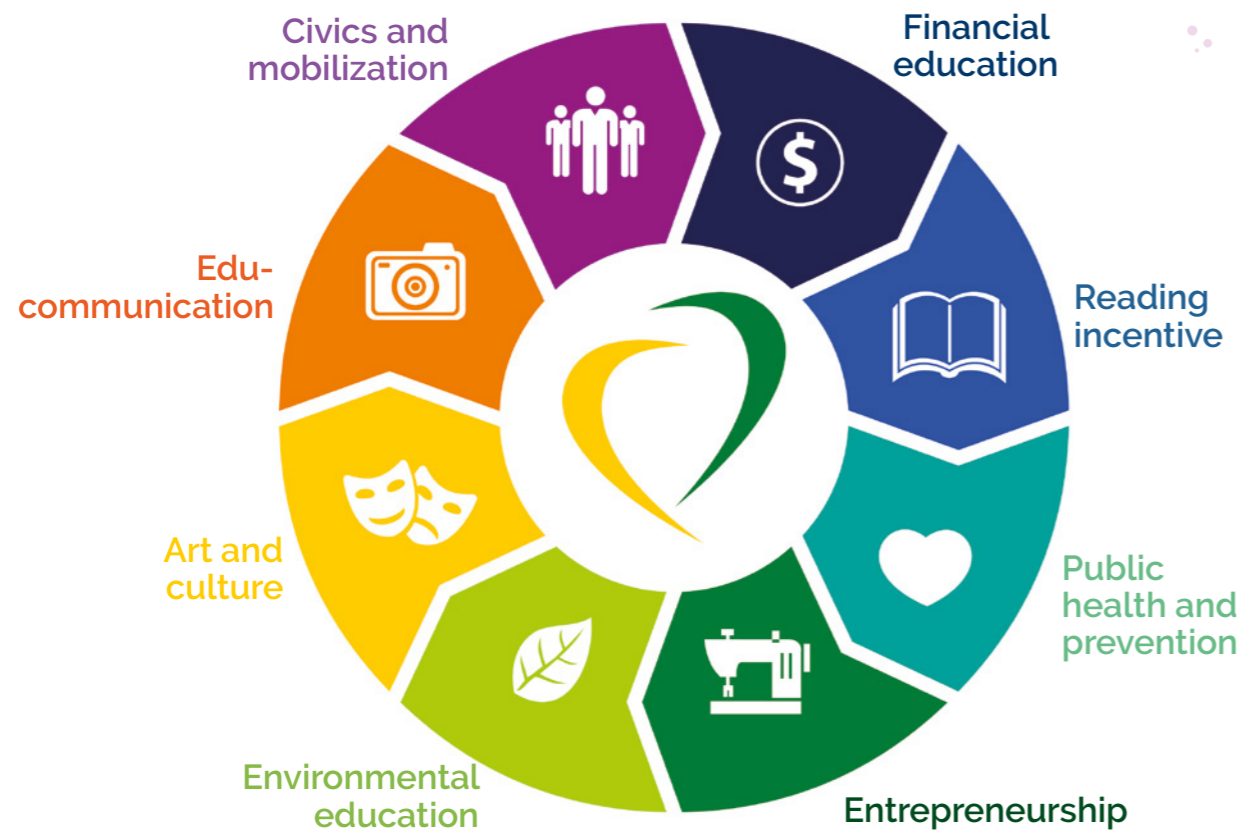 Civics and
mobilization
Financial
education
Reading
incentive
Public
health and
prevention
Entrepreneurship
Environmental
education
Art and
culture
Edu-
communication
$